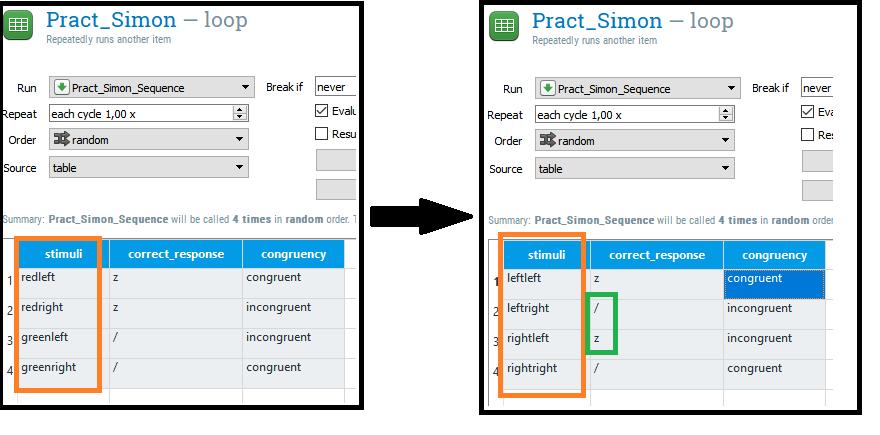 Pract_Simon – loop
Repeatedly runs another item
Run Pract_Simon_Sequence Break if never
Repeat each cycle 1,00 x Evalu
Order random Resu
Source table
Summary: Pract_Simon_Sequence will be called 4 times in random order. T
stimuli correct_response congruency
1 redleft z congruent
2 redright z incongruent
3 greenleft / incongruent
4 greenright / congruent
Pract_Simon – loop
Repeatedly runs another item
Run Pract_Simon_Sequence Break if never
Repeat each cycle 1,00 x Eva
Order random Res
Source table
Summary: Pract_Simon_Sequence will be called 4 times in random order
stimuli correct_response congruency
1 leftleft z congruent
2 leftright / incongruent
3 rightleft z incongruent
4 rightright / congruent